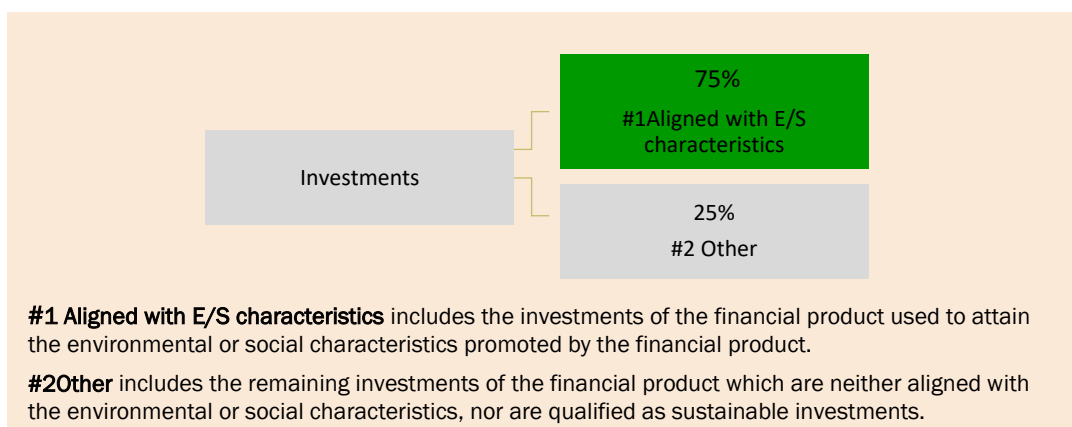 75%
#1Aligned with E/S
characteristics
Investments
25%
#2 Other
#1 Aligned with E/S characteristics includes the investments of the financial product used to attain
the environmental or social characteristics promoted by the financial product.
#2Other includes the remaining investments of the financial product which are neither aligned with
the environmental or social characteristics, nor are qualified as sustainable investments.